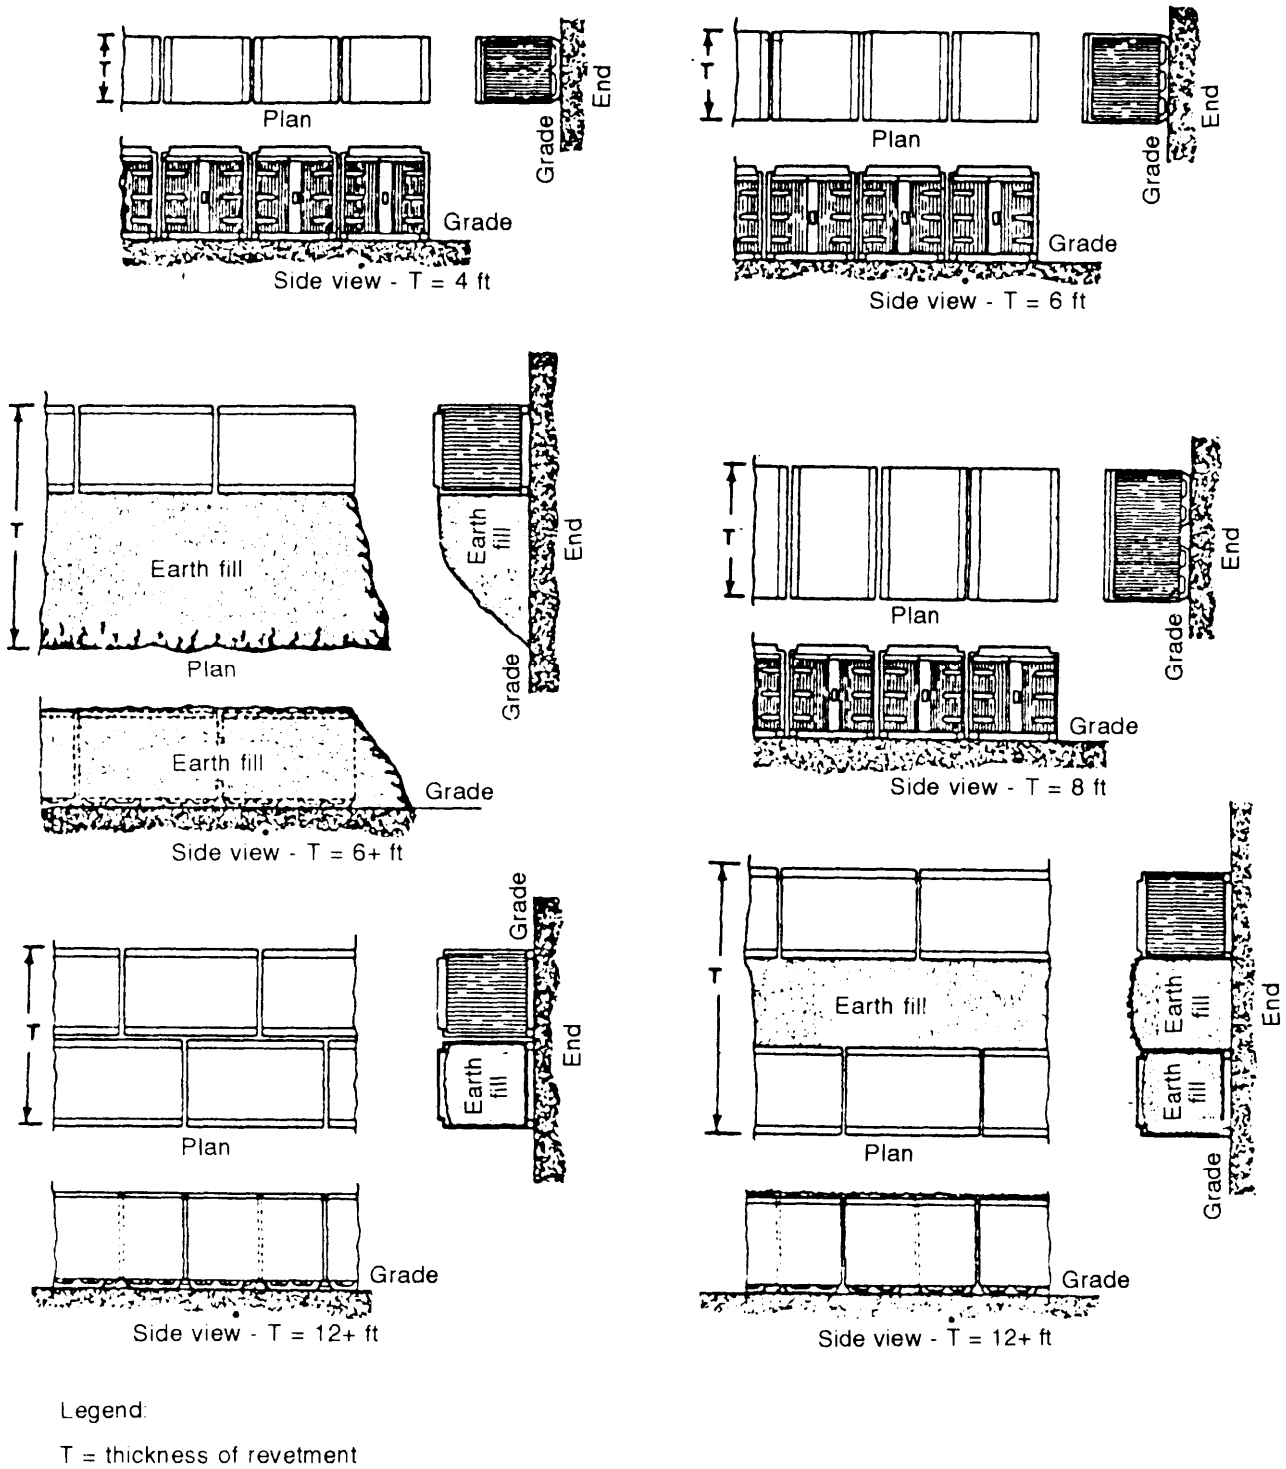 T
Plan
Grade
End
Grade
Side view - T = 4 ft
T
Plan
Grade
End
Grade
Side view - T = 6 ft
T
Earth fill
Plan
Earth
fill
Grade
End
Earth fill
Grade
Side view - T = 6+ ft
T
Plan
Grade
End
Grade
Side view - T = 8 ft
T
Plan
Grade
Earth
fill
End
Grade
Side view - T = 12+ ft
T
Earth fill
Plan
Earth
fill
Earth
fill
Grade
End
Grade
Side view - T = 12+ ft
Legend:
T = thickness of revetment